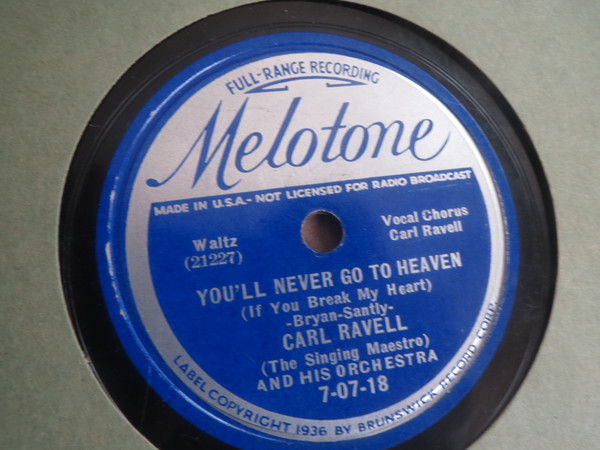 FULL-RANGE RECORDING
Melotone
MADE IN U.S.A.- NOT LICENSED FOR RADIO BROADCAST
Waltz
(21227)
Vocal Chorus
Carl Ravell
YOU'LL NEVER GO TO HEAVEN
(If You Break My Heart)
-Bryan-Santly-
CARL RAVELL
(The Singing Maestro)
AND HIS ORCHESTRA
7-07-18
LABEL COPYRIGHT 1936 BY BRUNSWICK RECORD CORP.